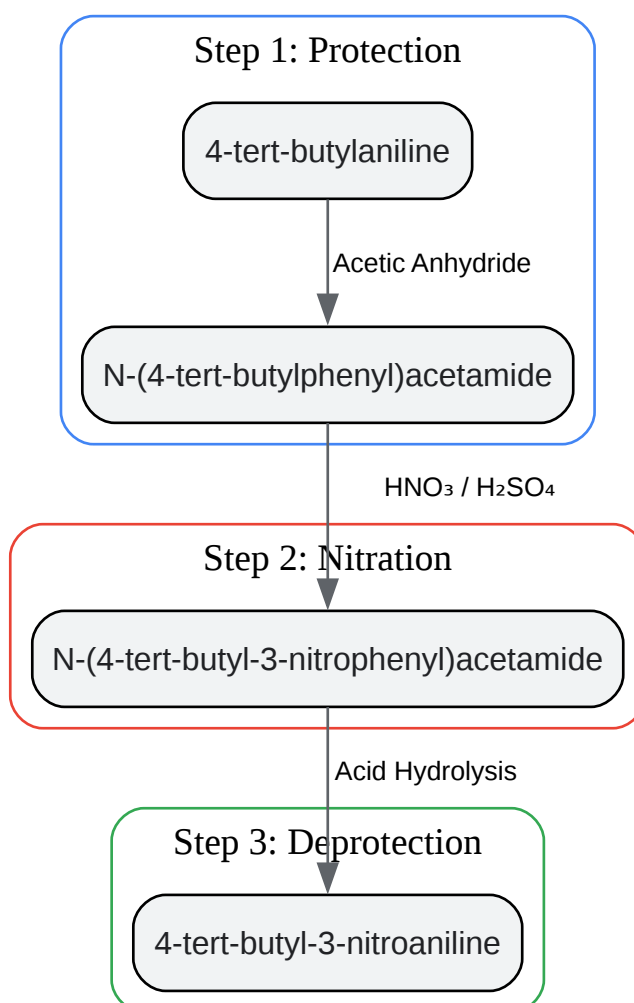 Step 1: Protection
4-tert-butylaniline
Acetic Anhydride
N-(4-tert-butylphenyl)acetamide
HNO₃ / H₂SO₄
Step 2: Nitration
N-(4-tert-butyl-3-nitrophenyl)acetamide
Acid Hydrolysis
Step 3: Deprotection
4-tert-butyl-3-nitroaniline